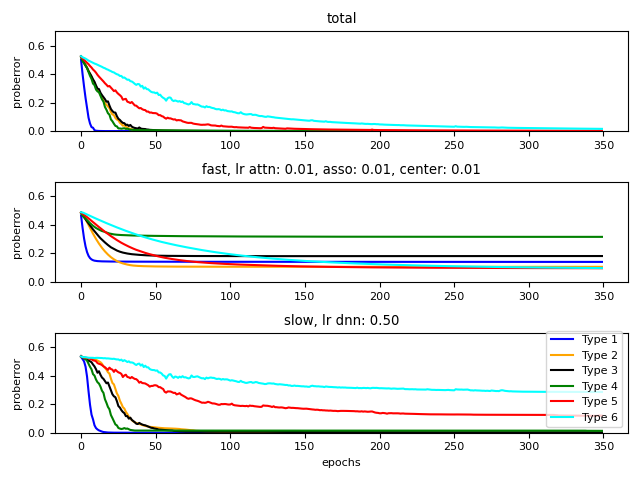 total
proberror
0.6
0.4
0.2
0.0
0 50 100 150 200 250 300 350
fast, lr attn: 0.01, asso: 0.01, center: 0.01
proberror
0.6
0.4
0.2
0.0
0 50 100 150 200 250 300 350
slow, lr dnn: 0.50
proberror
0.6
0.4
0.2
0.0
0 50 100 150 200 250 300 350
epochs
Type 1
Type 2
Type 3
Type 4
Type 5
Type 6